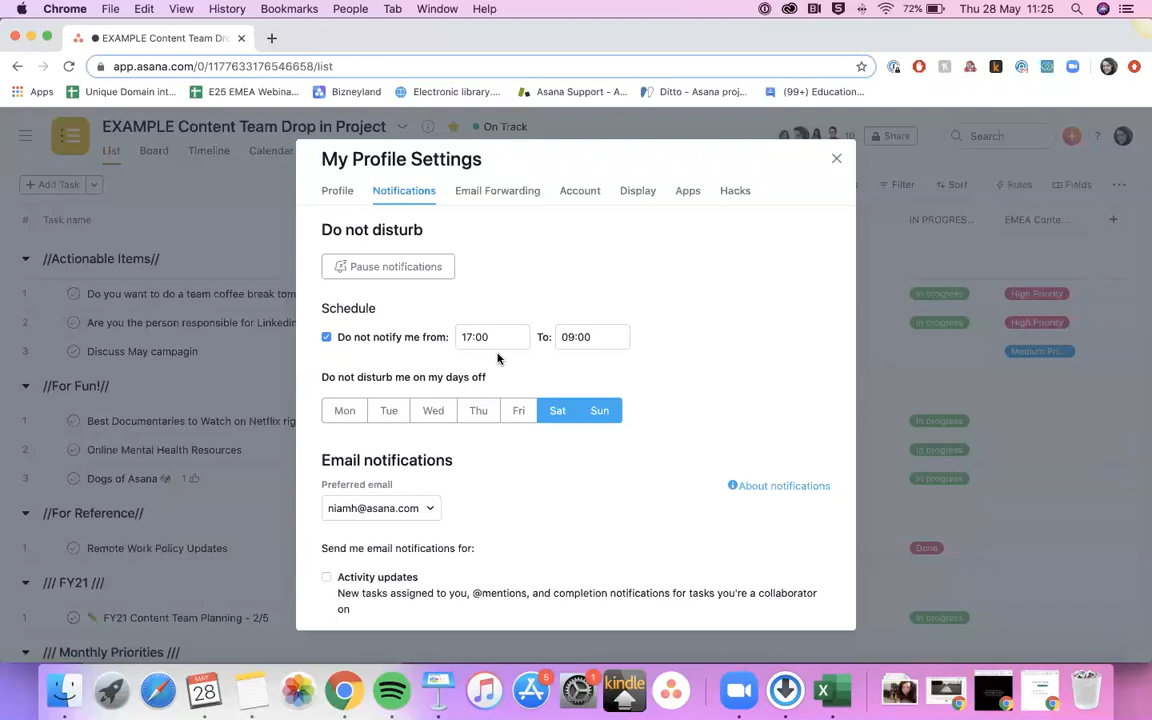 Chrome File Edit View History Bookmarks People Tab Window Help 72% Thu 28 May 11:25
EXAMPLE Content Team Dro
app.asana.com/0/1177633176546658/list
Apps Unique Domain int... E25 EMEA Webina... Bizneyland Electronic library.... Asana Support - A... Ditto - Asana proj... (99+) Education...
EXAMPLE Content Team Drop in Project On Track 10 Share Search ?
List Board Timeline Calendar
+ Add Task Filter Sort Rules Fields
# Task name IN PROGRES... EMEA Conte...
//Actionable Items//
1 Do you want to do a team coffee break tom In progress High Priority
2 Are you the person responsible for Linkedin In progress High Priority
3 Discuss May campagin Medium Pri...
//For Fun!//
1 Best Documentaries to Watch on Netflix rig In progress
2 Online Mental Health Resources In progress
3 Dogs of Asana 1 In progress
//For Reference//
1 Remote Work Policy Updates Done
/// FY21 ///
1 FY21 Content Team Planning - 2/5 In progress
/// Monthly Priorities ///
My Profile Settings
Profile Notifications Email Forwarding Account Display Apps Hacks
Do not disturb
Pause notifications
Schedule
Do not notify me from: 17:00 To: 09:00
Do not disturb me on my days off
Mon Tue Wed Thu Fri Sat Sun
Email notifications
Preferred email
About notifications
niamh@asana.com
Send me email notifications for:
Activity updates
New tasks assigned to you, @mentions, and completion notifications for tasks you're a collaborator
on
MAY
28
5
1
kindle